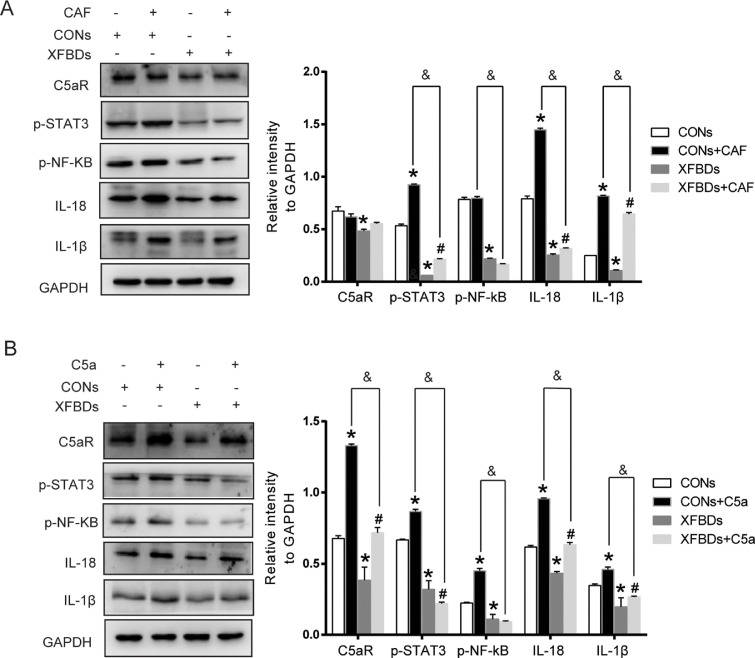 A
CAF - + - +
CONs + + - -
XFBDs - - + +
C5aR
p-STAT3
p-NF-KB
IL-18
IL-1β
GAPDH
Relative intensity
to GAPDH
2.0
1.5
1.0
0.5
0.0
& & & &
* * * * * * * * *
# # #
&
C5aR p-STAT3 p-NF-kB IL-18 IL-1β
CONs
CONs+CAF
XFBDs
XFBDs+CAF
B
C5a - + - +
CONs + + - -
XFBDs - - + +
C5aR
p-STAT3
p-NF-KB
IL-18
IL-1β
GAPDH
Relative intensity
to GAPDH
1.5
1.0
0.5
0.0
& & & & &
* * * * * * * * * *
# # # #
C5aR p-STAT3 p-NF-kB IL-18 IL-1β
CONs
CONs+C5a
XFBDs
XFBDs+C5a